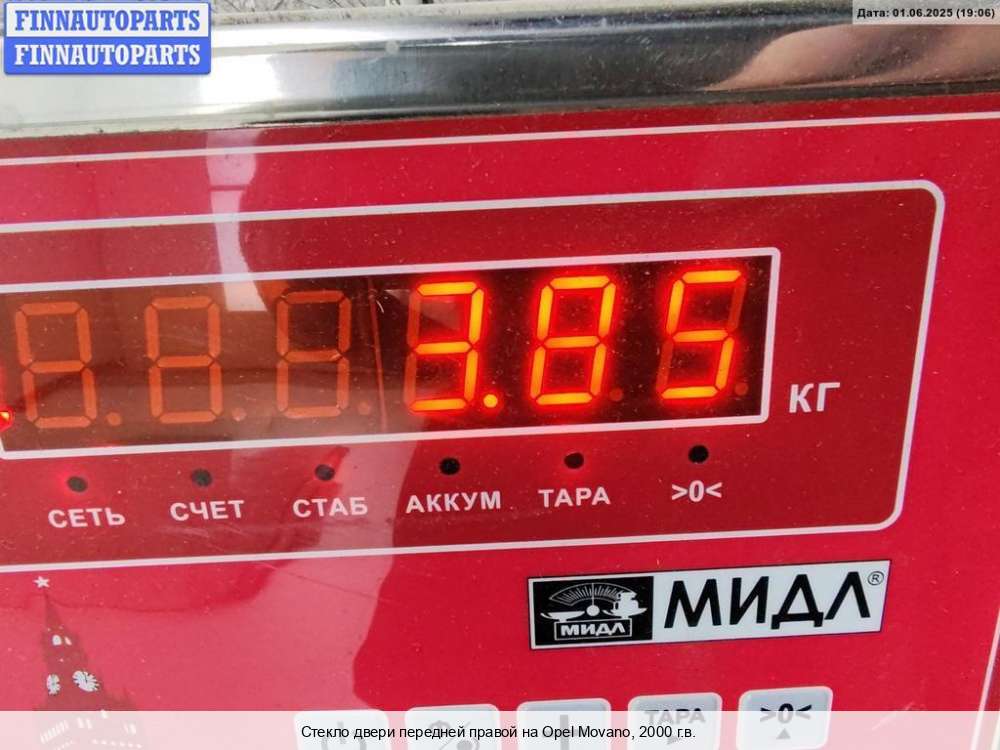 FINNAUTOPARTS
FINNAUTOPARTS
Дата: 01.06.2025 (19:06)
3.85
КГ
СЕТЬ СЧЕТ СТАБ АККУМ ТАРА >0<
МИДЛ МИДЛ®
ТАРА >0<
Стекло двери передней правой на Opel Movano, 2000 г.в.